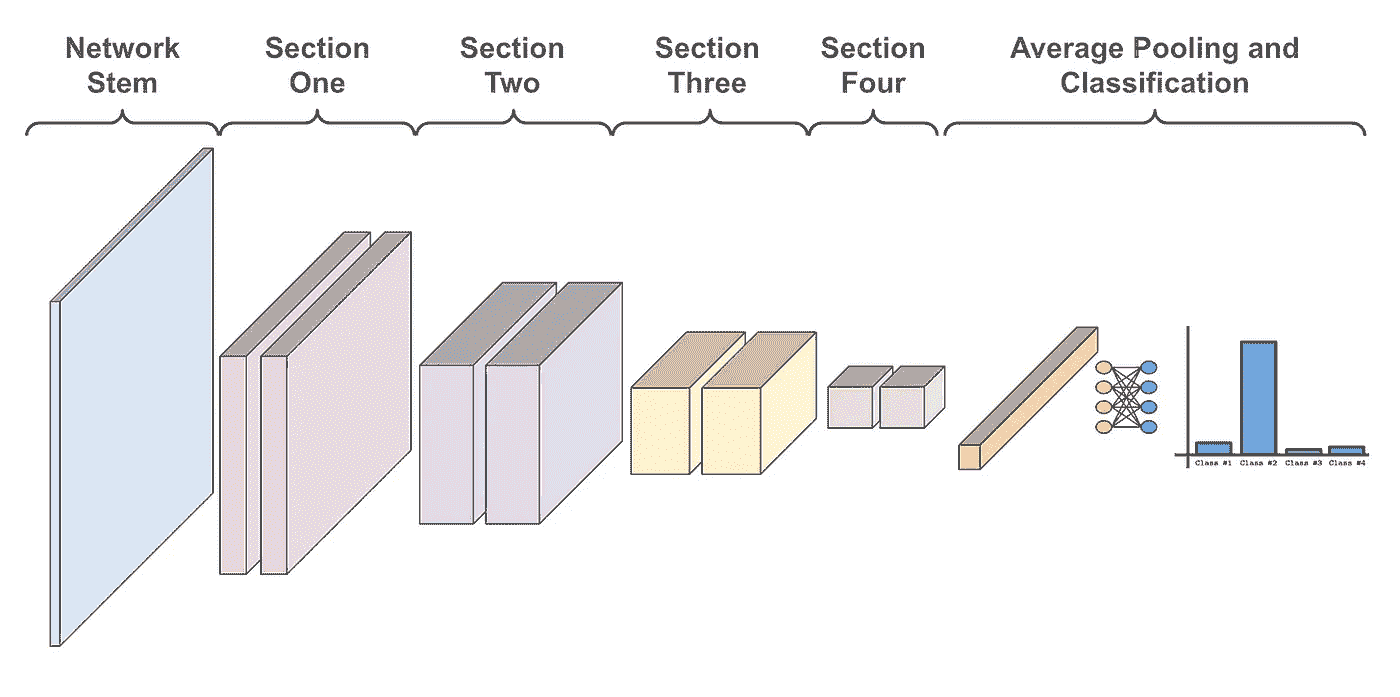 Network
Stem
Section
One
Section
Two
Section
Three
Section
Four
Average Pooling and
Classification
Class #1 Class #2 Class #3 Class #4